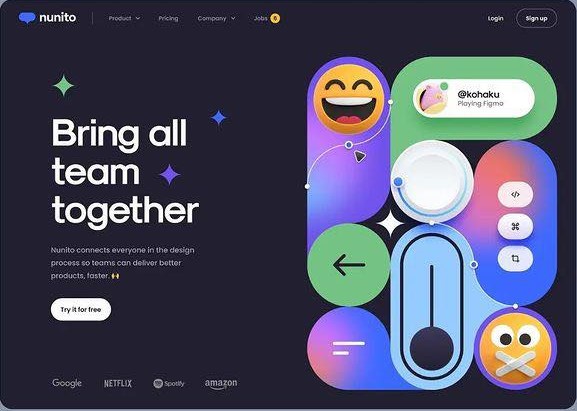 nunito
Product
Pricing
Company
Jobs 6
Login
Sign up
Bring all
team
together
Nunito connects everyone in the design
process so teams can deliver better
products, faster. 🙌
Try it for free
Google
NETFLIX
Spotify
amazon
@kohaku
Playing Figma